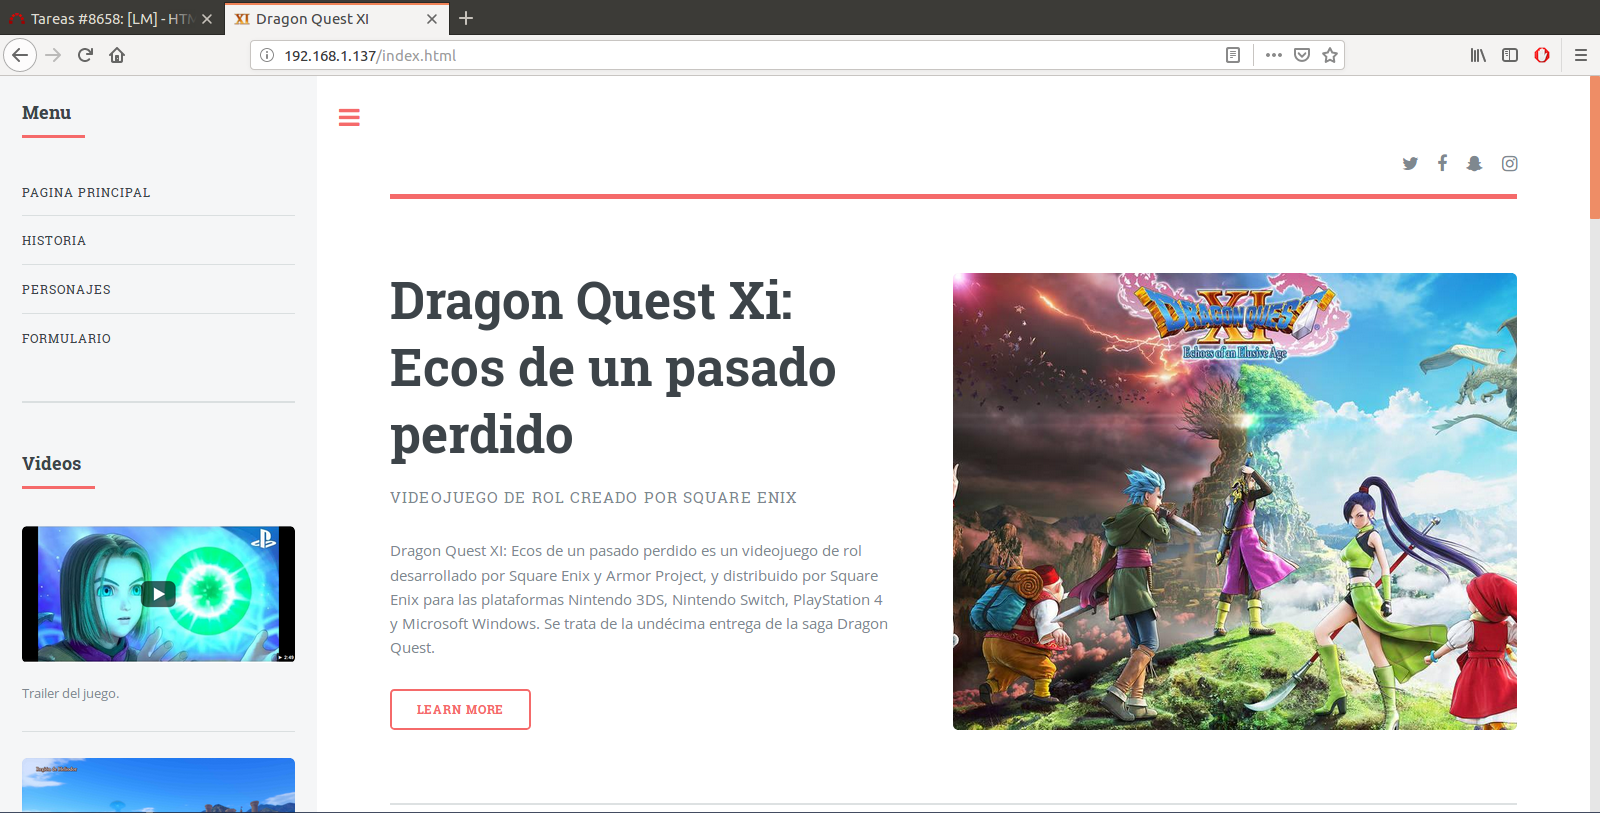 Tareas #8658: [LM] - HTM
XI Dragon Quest XI
192.168.1.137/index.html
Menu
PAGINA PRINCIPAL
HISTORIA
PERSONAJES
FORMULARIO
Videos
2:49
Trailer del juego.
Dragon Quest Xi:
Ecos de un pasado
perdido
VIDEOJUEGO DE ROL CREADO POR SQUARE ENIX
Dragon Quest XI: Ecos de un pasado perdido es un videojuego de rol
desarrollado por Square Enix y Armor Project, y distribuido por Square
Enix para las plataformas Nintendo 3DS, Nintendo Switch, PlayStation 4
y Microsoft Windows. Se trata de la undécima entrega de la saga Dragon
Quest.
LEARN MORE
DRAGON QUEST
XI
Echoes of an Elusive Age